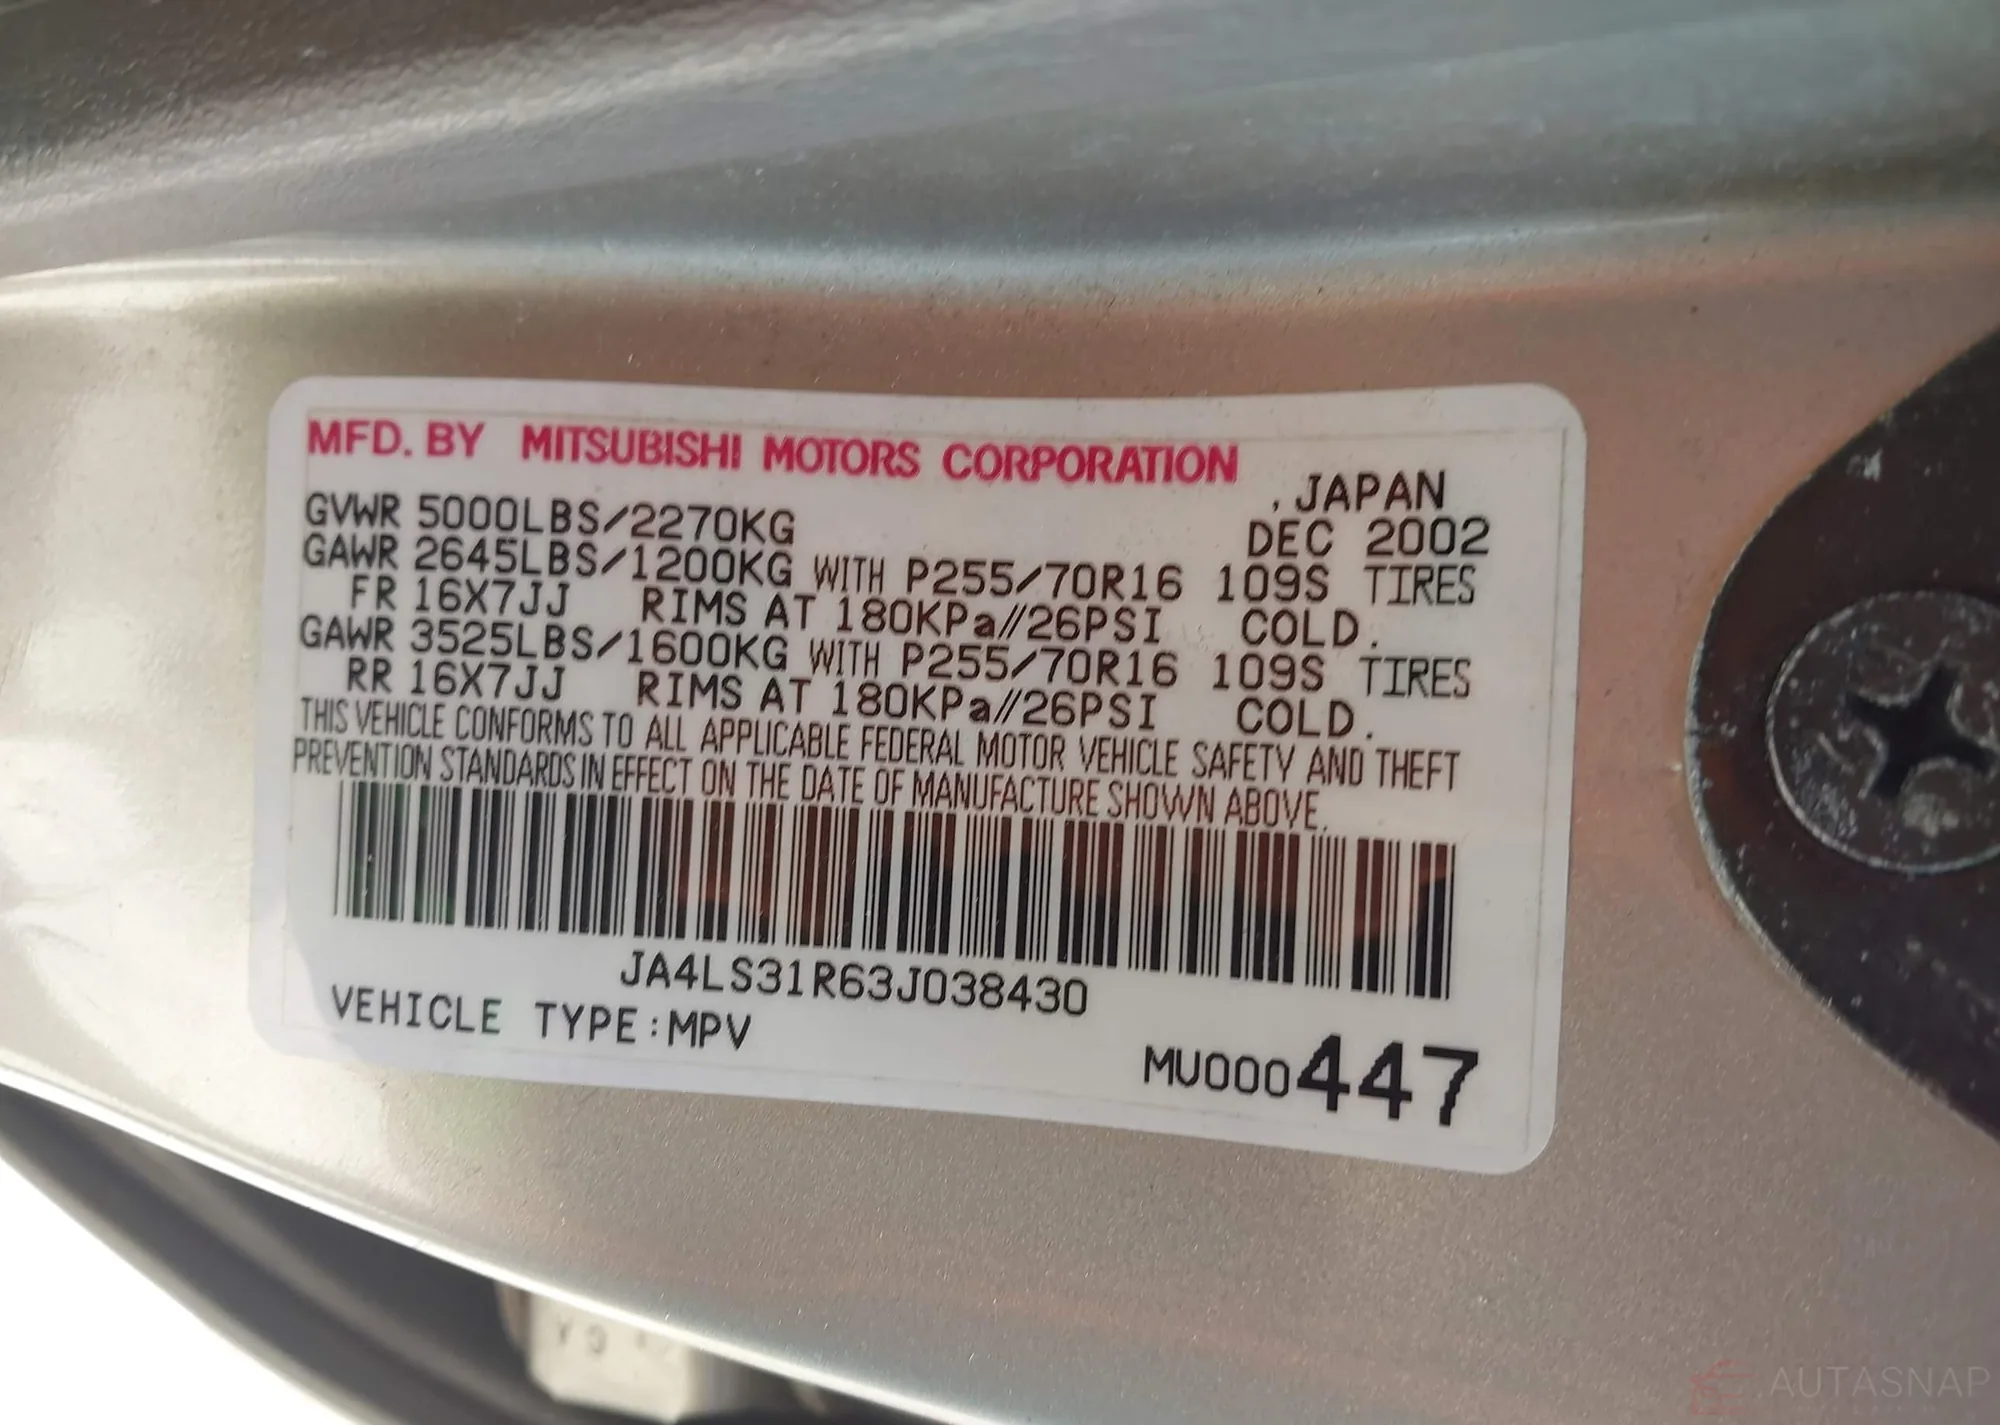 MFD. BY MITSUBISHI MOTORS CORPORATION
, JAPAN
GVWR 5000LBS/2270KG DEC 2002
GAWR 2645LBS/1200KG WITH P255/70R16 109S TIRES
FR 16X7JJ RIMS AT 180KPa//26PSI COLD.
GAWR 3525LBS/1600KG WITH P255/70R16 109S TIRES
RR 16X7JJ RIMS AT 180KPa//26PSI COLD.
THIS VEHICLE CONFORMS TO ALL APPLICABLE FEDERAL MOTOR VEHICLE SAFETY AND THEFT
PREVENTION STANDARDS IN EFFECT ON THE DATE OF MANUFACTURE SHOWN ABOVE.
JA4LS31R63J038430
VEHICLE TYPE:MPV
MU000447
AUTASNAP